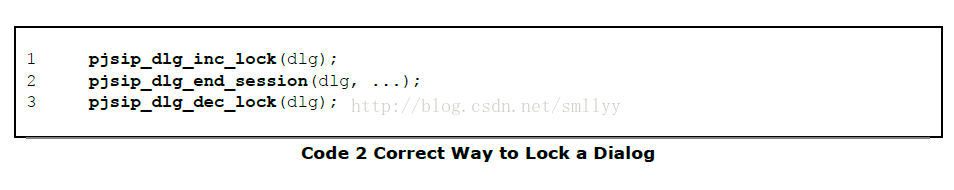 1 pjsip_dlg_inc_lock(dlg);
2 pjsip_dlg_end_session(dlg, ...);
3 pjsip_dlg_dec_lock(dlg); http://blog.csdn.net/smllyy
Code 2 Correct Way to Lock a Dialog